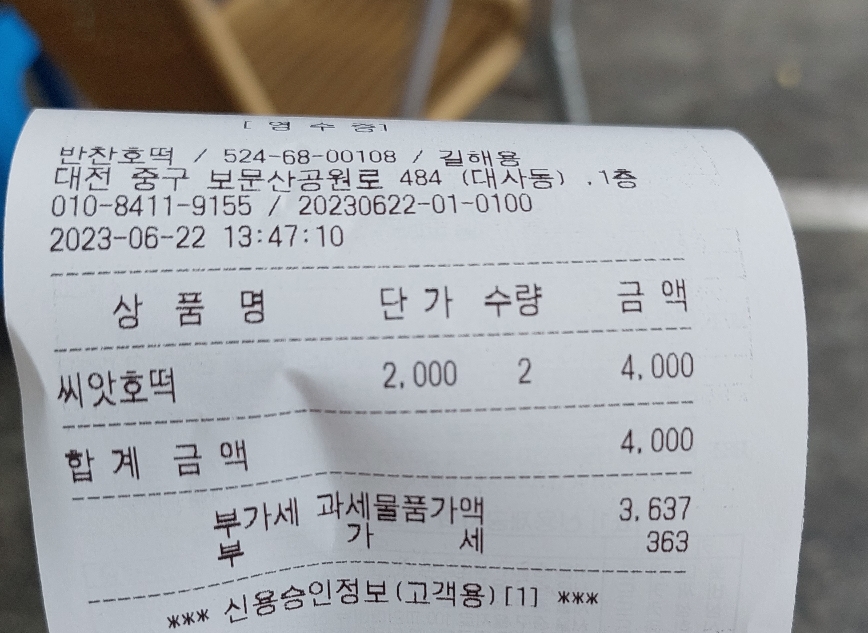 [ 영 수 증]
반찬호떡 / 524-68-00108 / 길해용
대전 중구 보문산공원로 484 (대사동) .1층
010-8411-9155 / 20230622-01-0100
2023-06-22 13:47:10
상 품 명 단 가 수량 금 액
씨앗호떡 2,000 2 4,000
합 계 금 액 4,000
부가세 과세물품가액 3,637
부 가 세 363
*** 신용승인정보(고객용)[1] ***